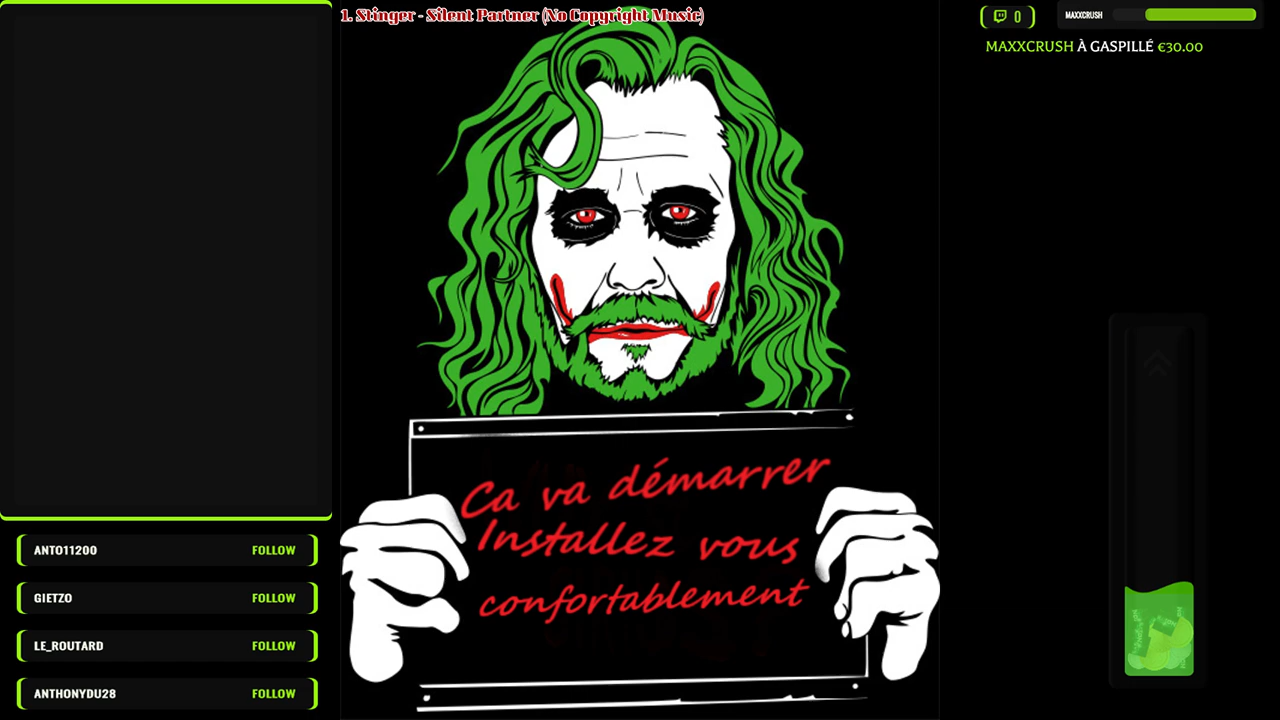 1. Stinger - Silent Partner (No Copyright Music)
0
MAXXCRUSH
MAXXCRUSH À GASPILLÉ €30.00
Ca va démarrer
Installez vous
confortablement
ANTO11200 FOLLOW
GIETZO FOLLOW
LE_ROUTARD FOLLOW
ANTHONYDU28 FOLLOW